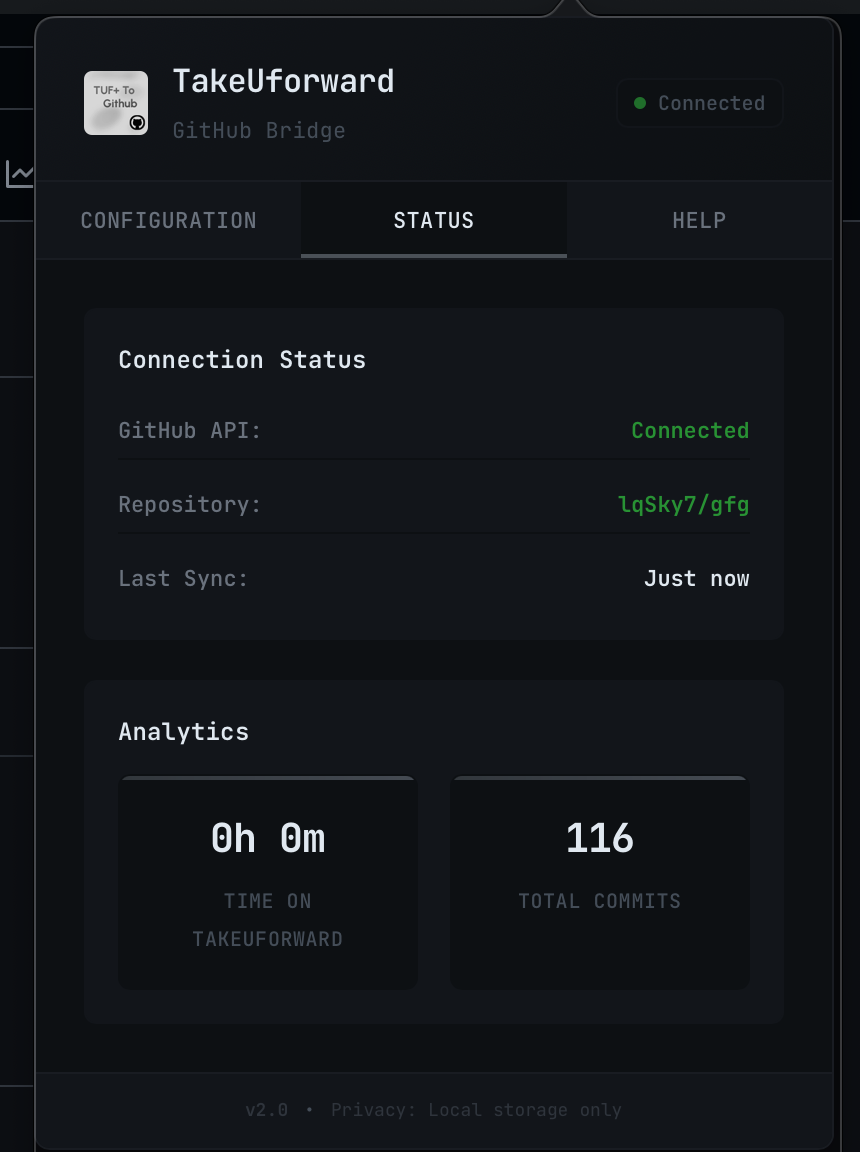 TUF+ To
Github
TakeUforward
GitHub Bridge
Connected
CONFIGURATION
STATUS
HELP
Connection Status
GitHub API:
Connected
Repository:
lqSky7/gfg
Last Sync:
Just now
Analytics
0h 0m
TIME ON
TAKEUFORWARD
116
TOTAL COMMITS
v2.0 • Privacy: Local storage only